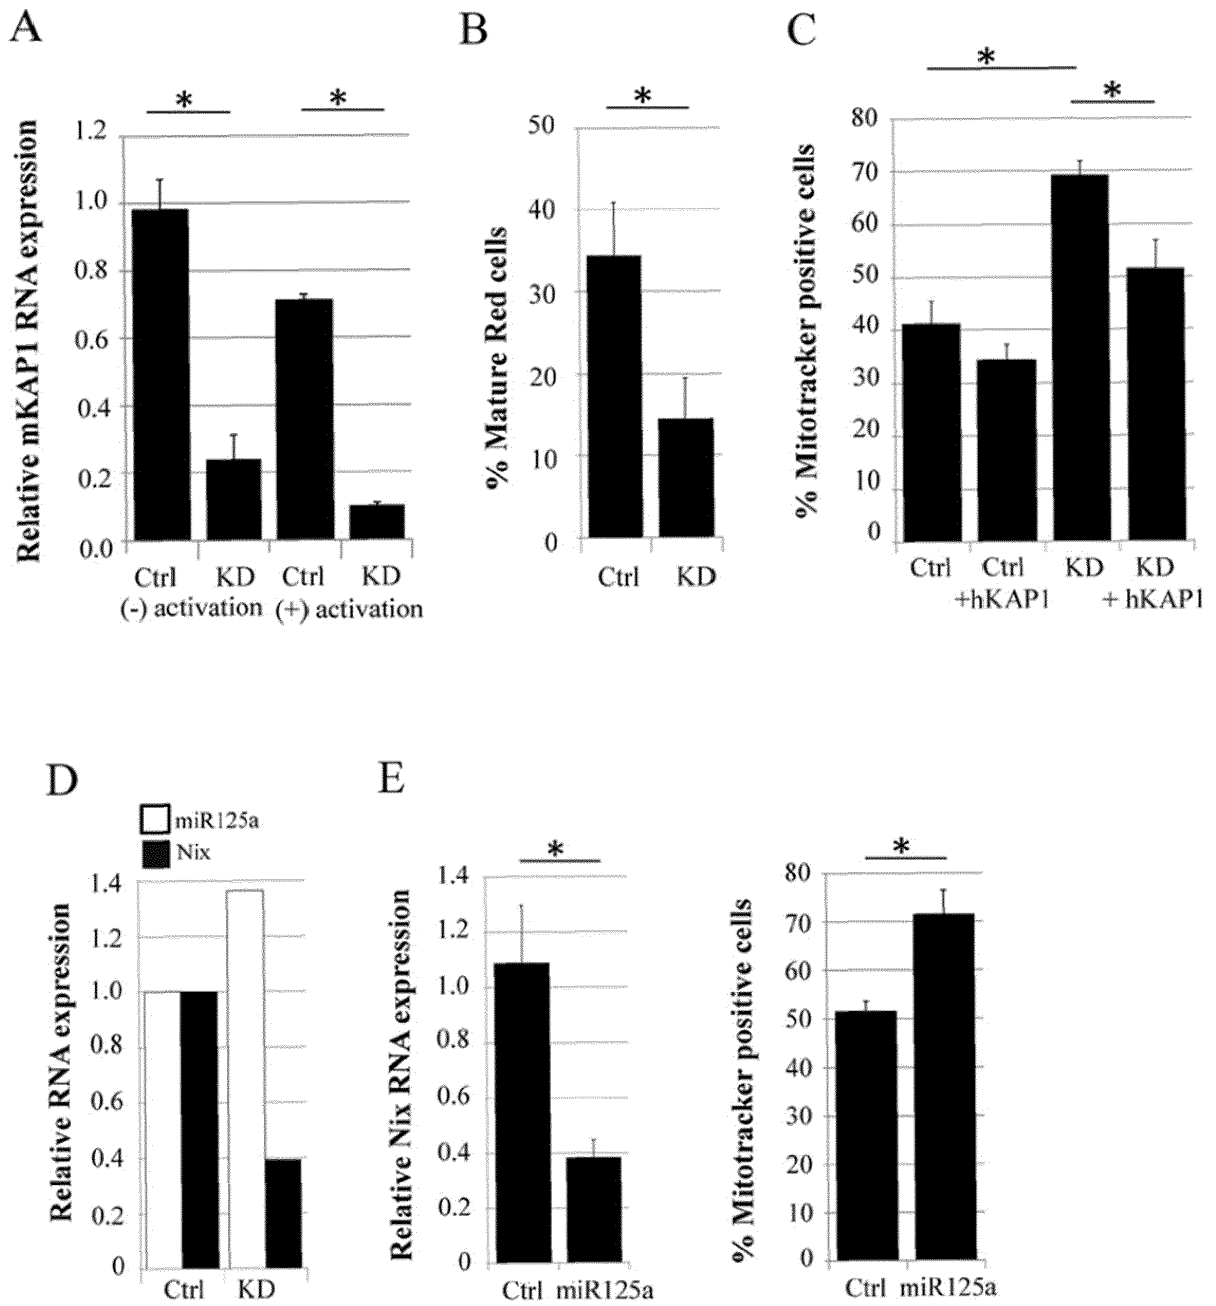 A
*
*
Relative mKAP1 RNA expression
1.2
1.0
0.8
0.6
0.4
0.2
0.0
Ctrl KD Ctrl KD
(-) activation (+) activation
B
*
% Mature Red cells
50
40
30
20
10
0
Ctrl KD
C
*
*
% Mitotracker positive cells
80
70
60
50
40
30
20
10
0
Ctrl Ctrl KD KD
+hKAP1 + hKAP1
D
miR125a
Nix
Relative RNA expression
1.4
1.2
1.0
0.8
0.6
0.4
0.2
0
Ctrl KD
E
*
Relative Nix RNA expression
1.4
1.2
1.0
0.8
0.6
0.4
0.2
0
Ctrl miR125a
*
% Mitotracker positive cells
80
70
60
50
40
30
20
10
0
Ctrl miR125a